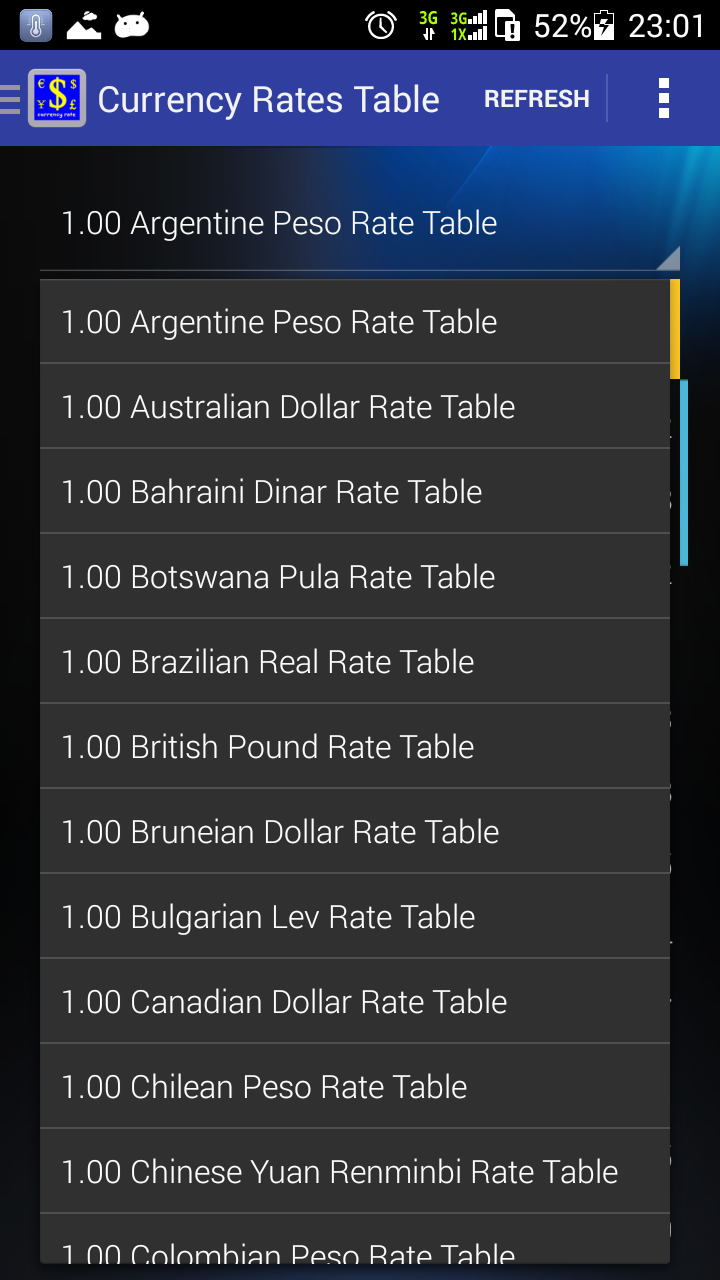 3G 3G 1X 52% 23:01
€ $ $ ¥ £
currency rate
Currency Rates Table REFRESH
1.00 Argentine Peso Rate Table
1.00 Argentine Peso Rate Table
1.00 Australian Dollar Rate Table
1.00 Bahraini Dinar Rate Table
1.00 Botswana Pula Rate Table
1.00 Brazilian Real Rate Table
1.00 British Pound Rate Table
1.00 Bruneian Dollar Rate Table
1.00 Bulgarian Lev Rate Table
1.00 Canadian Dollar Rate Table
1.00 Chilean Peso Rate Table
1.00 Chinese Yuan Renminbi Rate Table
1.00 Colombian Peso Rate Table